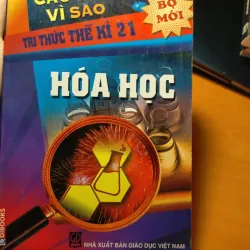 VÌ SAO
BỘ MỚI
TRI THỨC THẾ KỈ 21
HÓA HỌC
NHÀ XUẤT BẢN GIÁO DỤC VIỆT NAM